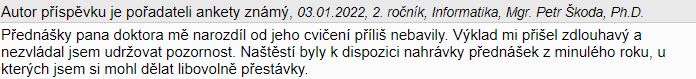 Autor příspěvku je pořadateli ankety známý, 03.01.2022, 2. ročník, Informatika, Mgr. Petr Škoda, Ph.D.
Přednášky pana doktora mě narozdíl od jeho cvičení příliš nebavily. Výklad mi přišel zdlouhavý a
nezvládal jsem udržovat pozornost. Naštěstí byly k dispozici nahrávky přednášek z minulého roku, u
kterých jsem si mohl dělat libovolně přestávky.